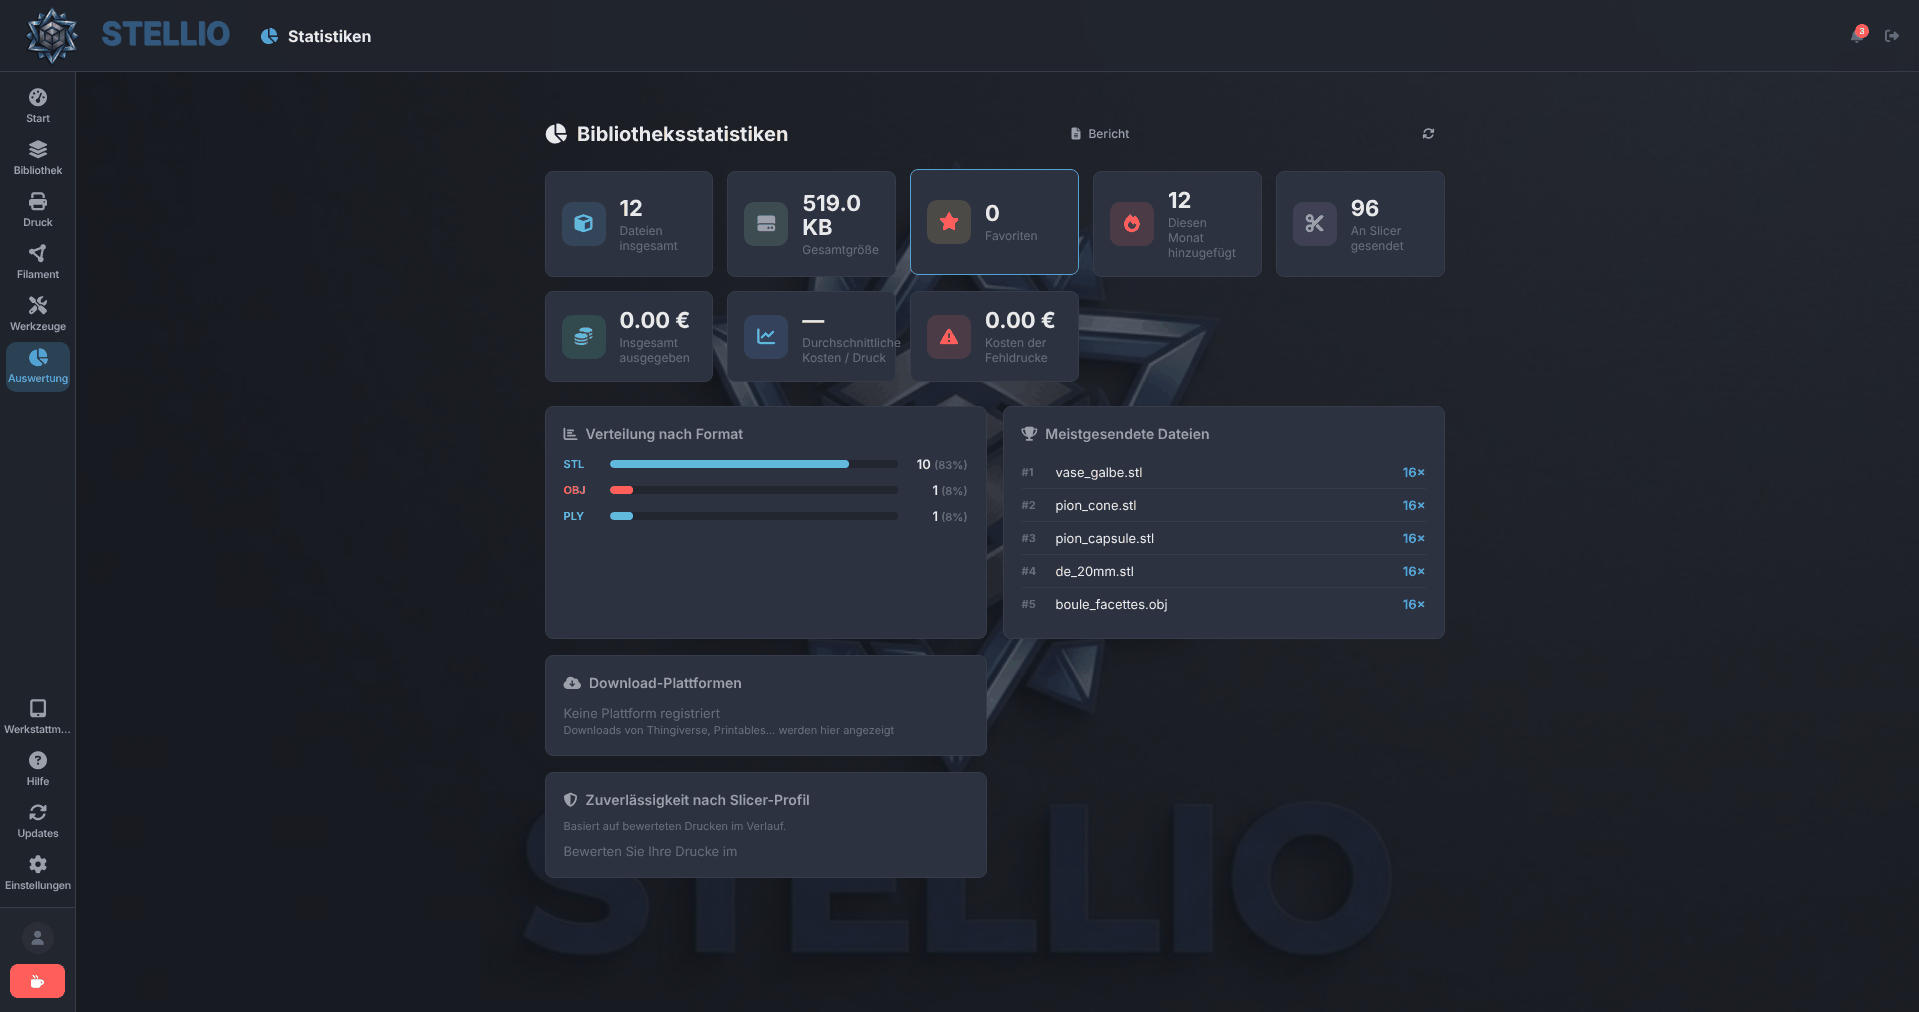 STELLIO
Statistiken
3
Start
Bibliothek
Druck
Filament
Werkzeuge
Auswertung
Werkstattm...
Hilfe
Updates
Einstellungen
Bibliotheksstatistiken
Bericht
12
Dateien
insgesamt
519.0
KB
Gesamtgröße
0
Favoriten
12
Diesen
Monat
hinzugefügt
96
An Slicer
gesendet
0.00 €
Insgesamt
ausgegeben
—
Durchschnittliche
Kosten / Druck
0.00 €
Kosten der
Fehldrucke
Verteilung nach Format
STL 10 (83%)
OBJ 1 (8%)
PLY 1 (8%)
Meistgesendete Dateien
#1 vase_galbe.stl 16×
#2 pion_cone.stl 16×
#3 pion_capsule.stl 16×
#4 de_20mm.stl 16×
#5 boule_facettes.obj 16×
Download-Plattformen
Keine Plattform registriert
Downloads von Thingiverse, Printables... werden hier angezeigt
Zuverlässigkeit nach Slicer-Profil
Basiert auf bewerteten Drucken im Verlauf.
Bewerten Sie Ihre Drucke im
STELLIO